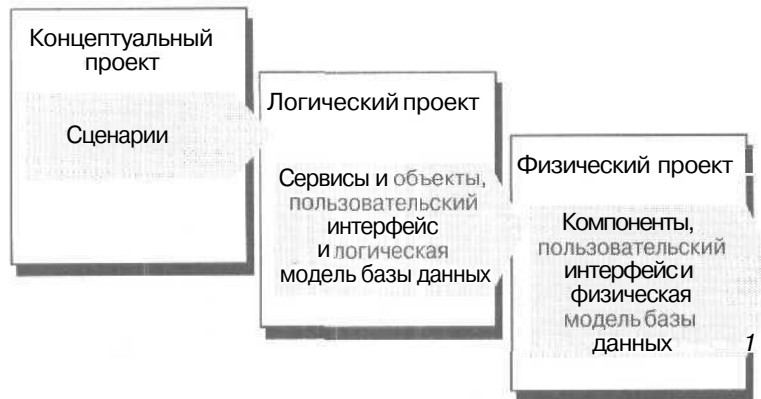 Концептуальный
проект
Сценарии
Логический проект
Сервисы и объекты,
пользовательский
интерфейс
и логическая
модель базы данных
Физический проект
Компоненты,
пользовательский
интерфейс и
физическая
модель базы
данных
1